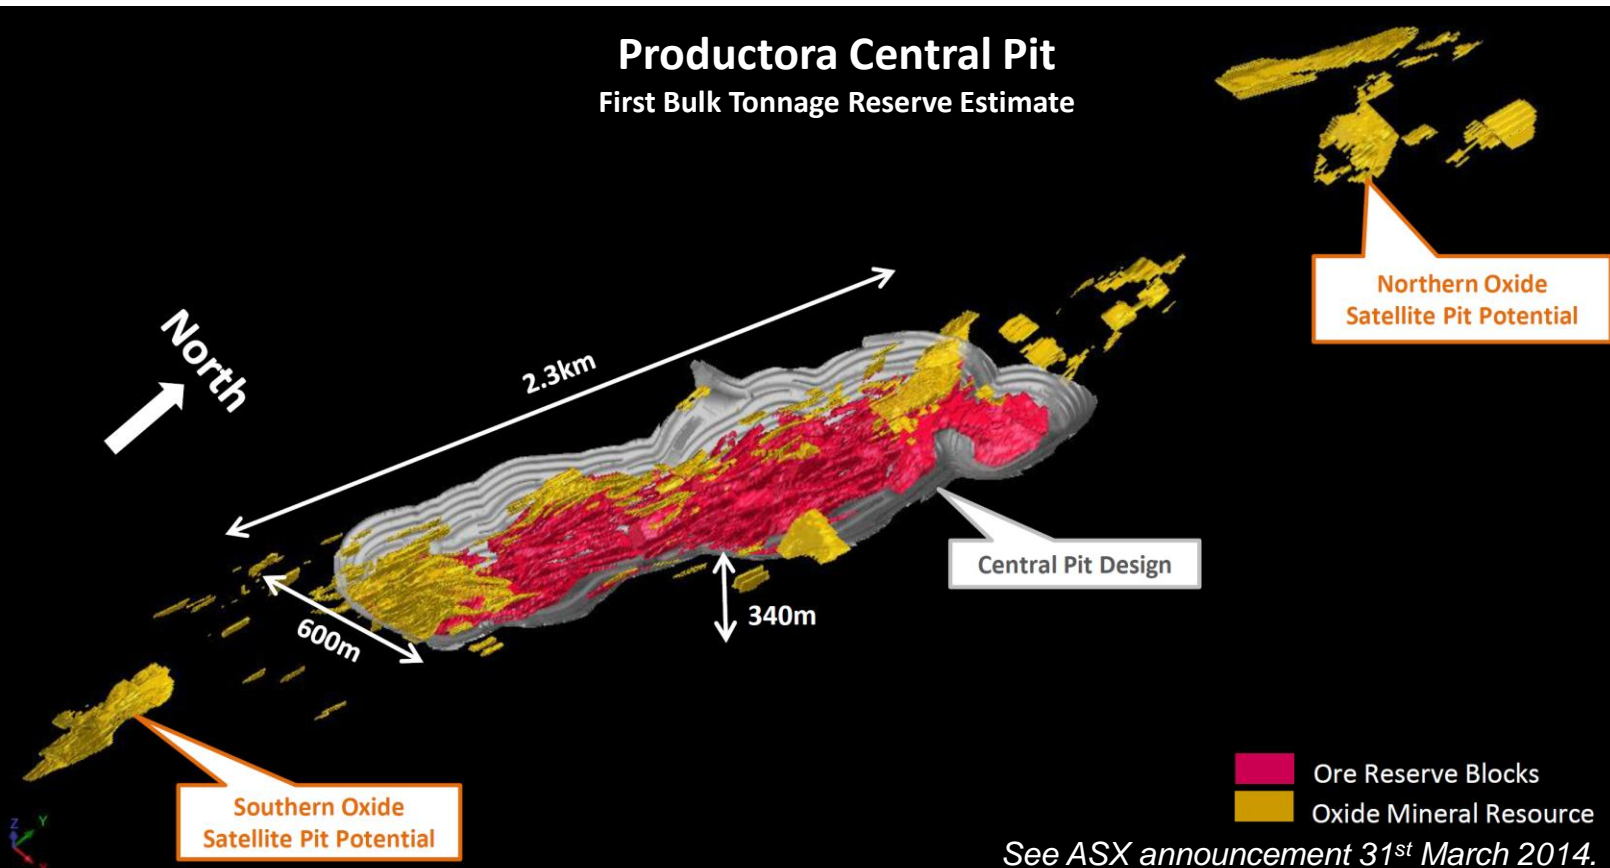 Productora Central Pit
First Bulk Tonnage Reserve Estimate
Northern Oxide
Satellite Pit Potential
North
2.3km
Central Pit Design
340m
600m
Southern Oxide
Satellite Pit Potential
Ore Reserve Blocks
Oxide Mineral Resource
See ASX announcement 31st March 2014.
Z
Y
X